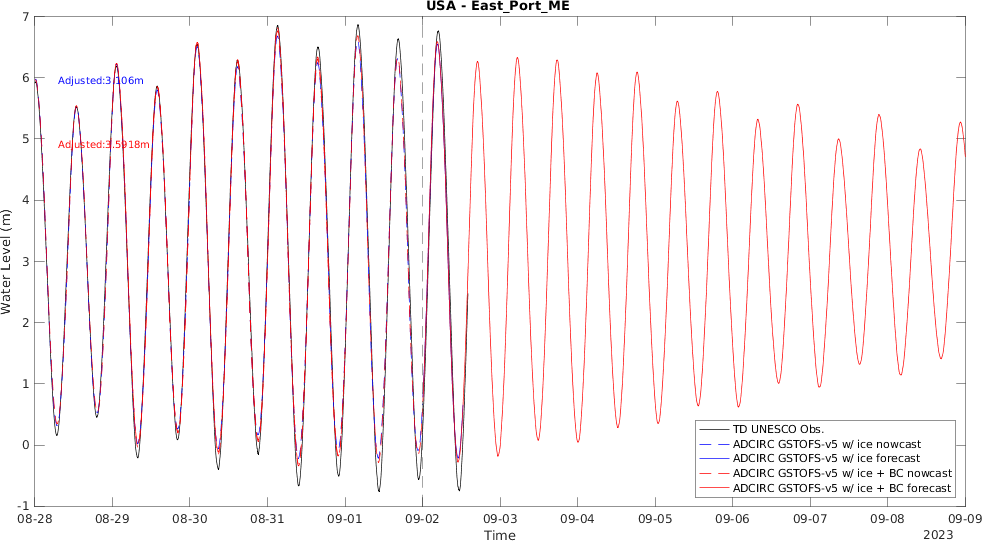 USA - East_Port_ME
7
6
5
4
3
2
1
0
-1
Water Level (m)
Adjusted:3.106m
Adjusted:3.5918m
TD UNESCO Obs.
ADCIRC GSTOFS-v5 w/ ice nowcast
ADCIRC GSTOFS-v5 w/ ice forecast
ADCIRC GSTOFS-v5 w/ ice + BC nowcast
ADCIRC GSTOFS-v5 w/ ice + BC forecast
08-28 08-29 08-30 08-31 09-01 09-02 09-03 09-04 09-05 09-06 09-07 09-08 09-09
Time
2023